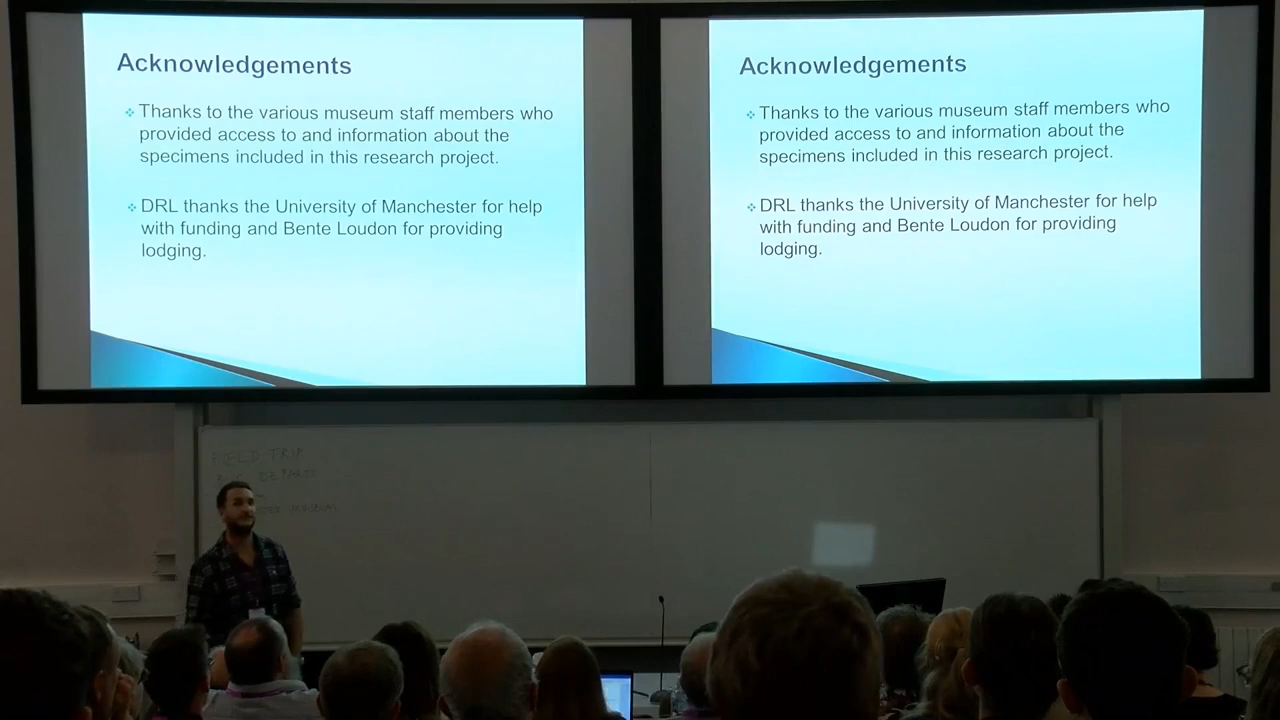 Acknowledgements
Thanks to the various museum staff members who
provided access to and information about the
specimens included in this research project.
DRL thanks the University of Manchester for help
with funding and Bente Loudon for providing
lodging.
Acknowledgements
Thanks to the various museum staff members who
provided access to and information about the
specimens included in this research project.
DRL thanks the University of Manchester for help
with funding and Bente Loudon for providing
lodging.
FIELD TRIP
MUSEUM